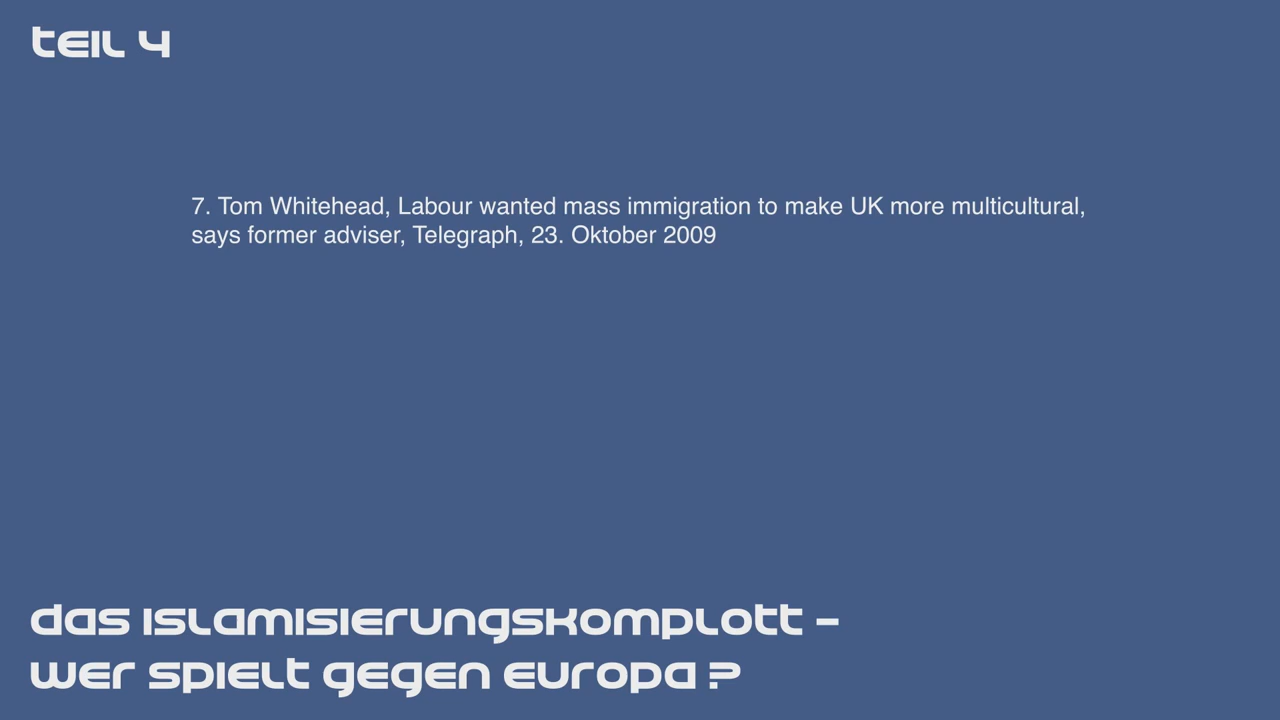 Teil 4
7. Tom Whitehead, Labour wanted mass immigration to make UK more multicultural,
says former adviser, Telegraph, 23. Oktober 2009
Das Islamisierungskomplott –
Wer spielt gegen Europa ?